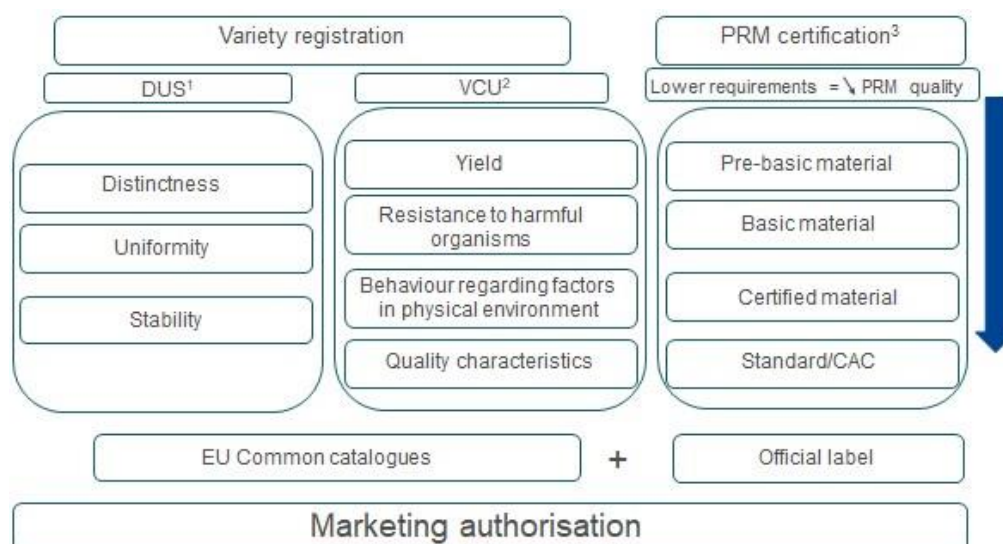 Variety registration
PRM certification³
DUS¹
VCU²
Lower requirements = ↘ PRM quality
Distinctness
Uniformity
Stability
Yield
Resistance to harmful
organisms
Behaviour regarding factors
in physical environment
Quality characteristics
Pre-basic material
Basic material
Certified material
Standard/CAC
EU Common catalogues
+
Official label
Marketing authorisation